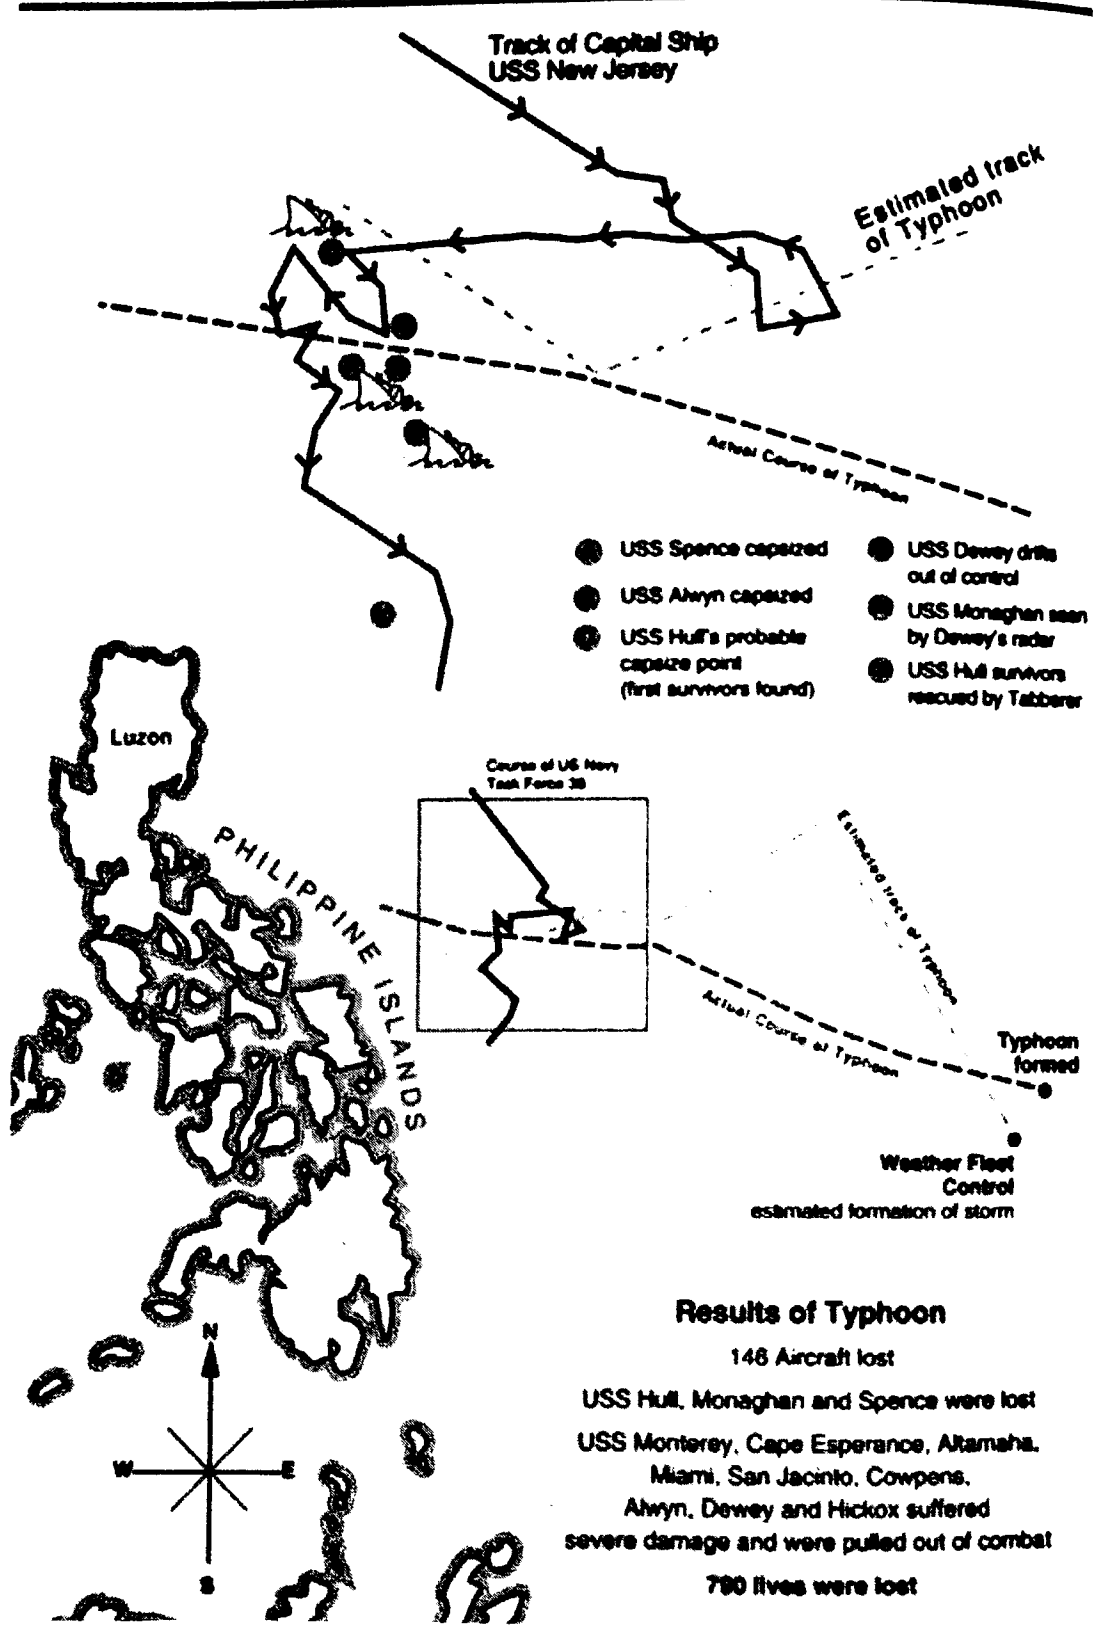 Track of Capital Ship
USS New Jersey
Estimated track
of Typhoon
Actual Course of Typhoon
USS Spence capsized
USS Alwyn capsized
USS Hull's probable
capsize point
(first survivors found)
USS Dewey drifts
out of control
USS Monaghan seen
by Dewey's radar
USS Hull survivors
rescued by Tabberer
Luzon
PHILIPPINE ISLANDS
Course of US Navy
Task Force 38
Estimated track of Typhoon
Actual Course of Typhoon
Typhoon
formed
Weather Fleet
Control
estimated formation of storm
N
W E
S
Results of Typhoon
146 Aircraft lost
USS Hull, Monaghan and Spence were lost
USS Monterey, Cape Esperance, Altamaha,
Miami, San Jacinto, Cowpens,
Alwyn, Dewey and Hickox suffered
severe damage and were pulled out of combat
790 lives were lost